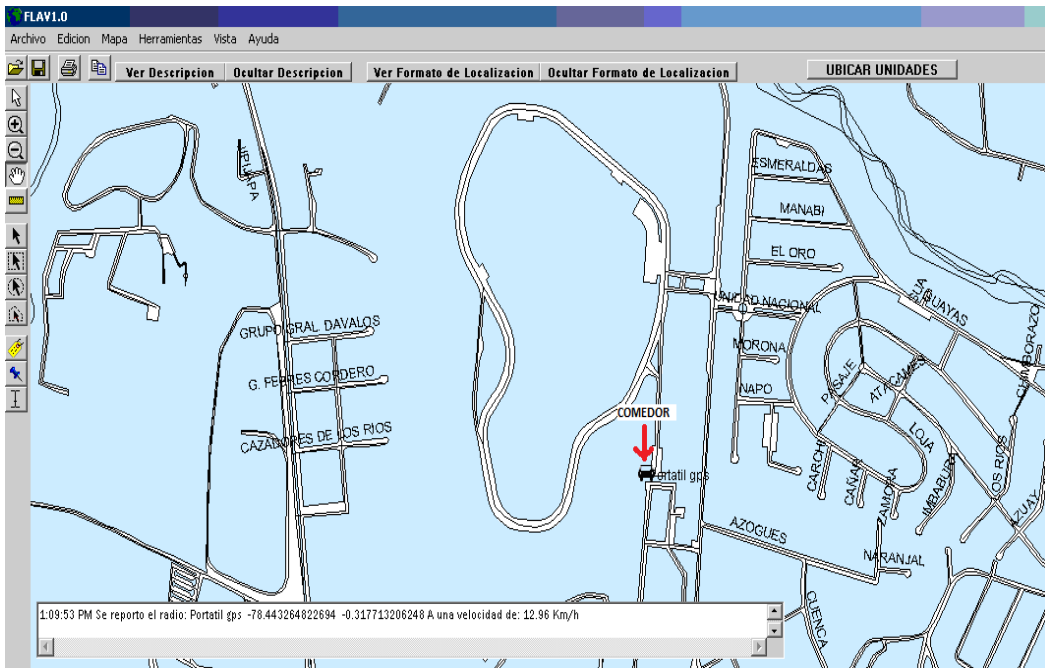 FLAV1.0
Archivo Edicion Mapa Herramientas Vista Ayuda
Ver Descripcion Ocultar Descripcion Ver Formato de Localizacion Ocultar Formato de Localizacion UBICAR UNIDADES
JIPIJAPA
ESMERALDAS
MANABI
EL ORO
UNIDAD NACIONAL
GUAYAS
GRUPO GRAL. DAVALOS
MORONA
CHIMBORAZO
G. FEBRES CORDERO
NAPO
PASAJE
ATACAMES
COMEDOR
CAZADORES DE LOS RIOS
LOJA
Portatil gps
CARCHI
CAÑAR
ZAMORA
IMBABURA
LOS RIOS
AZUAY
AZOGUES
NARANJAL
CUENCA
1:09:53 PM Se reporto el radio: Portatil gps -78.443264822694 -0.317713206248 A una velocidad de: 12.96 Km/h